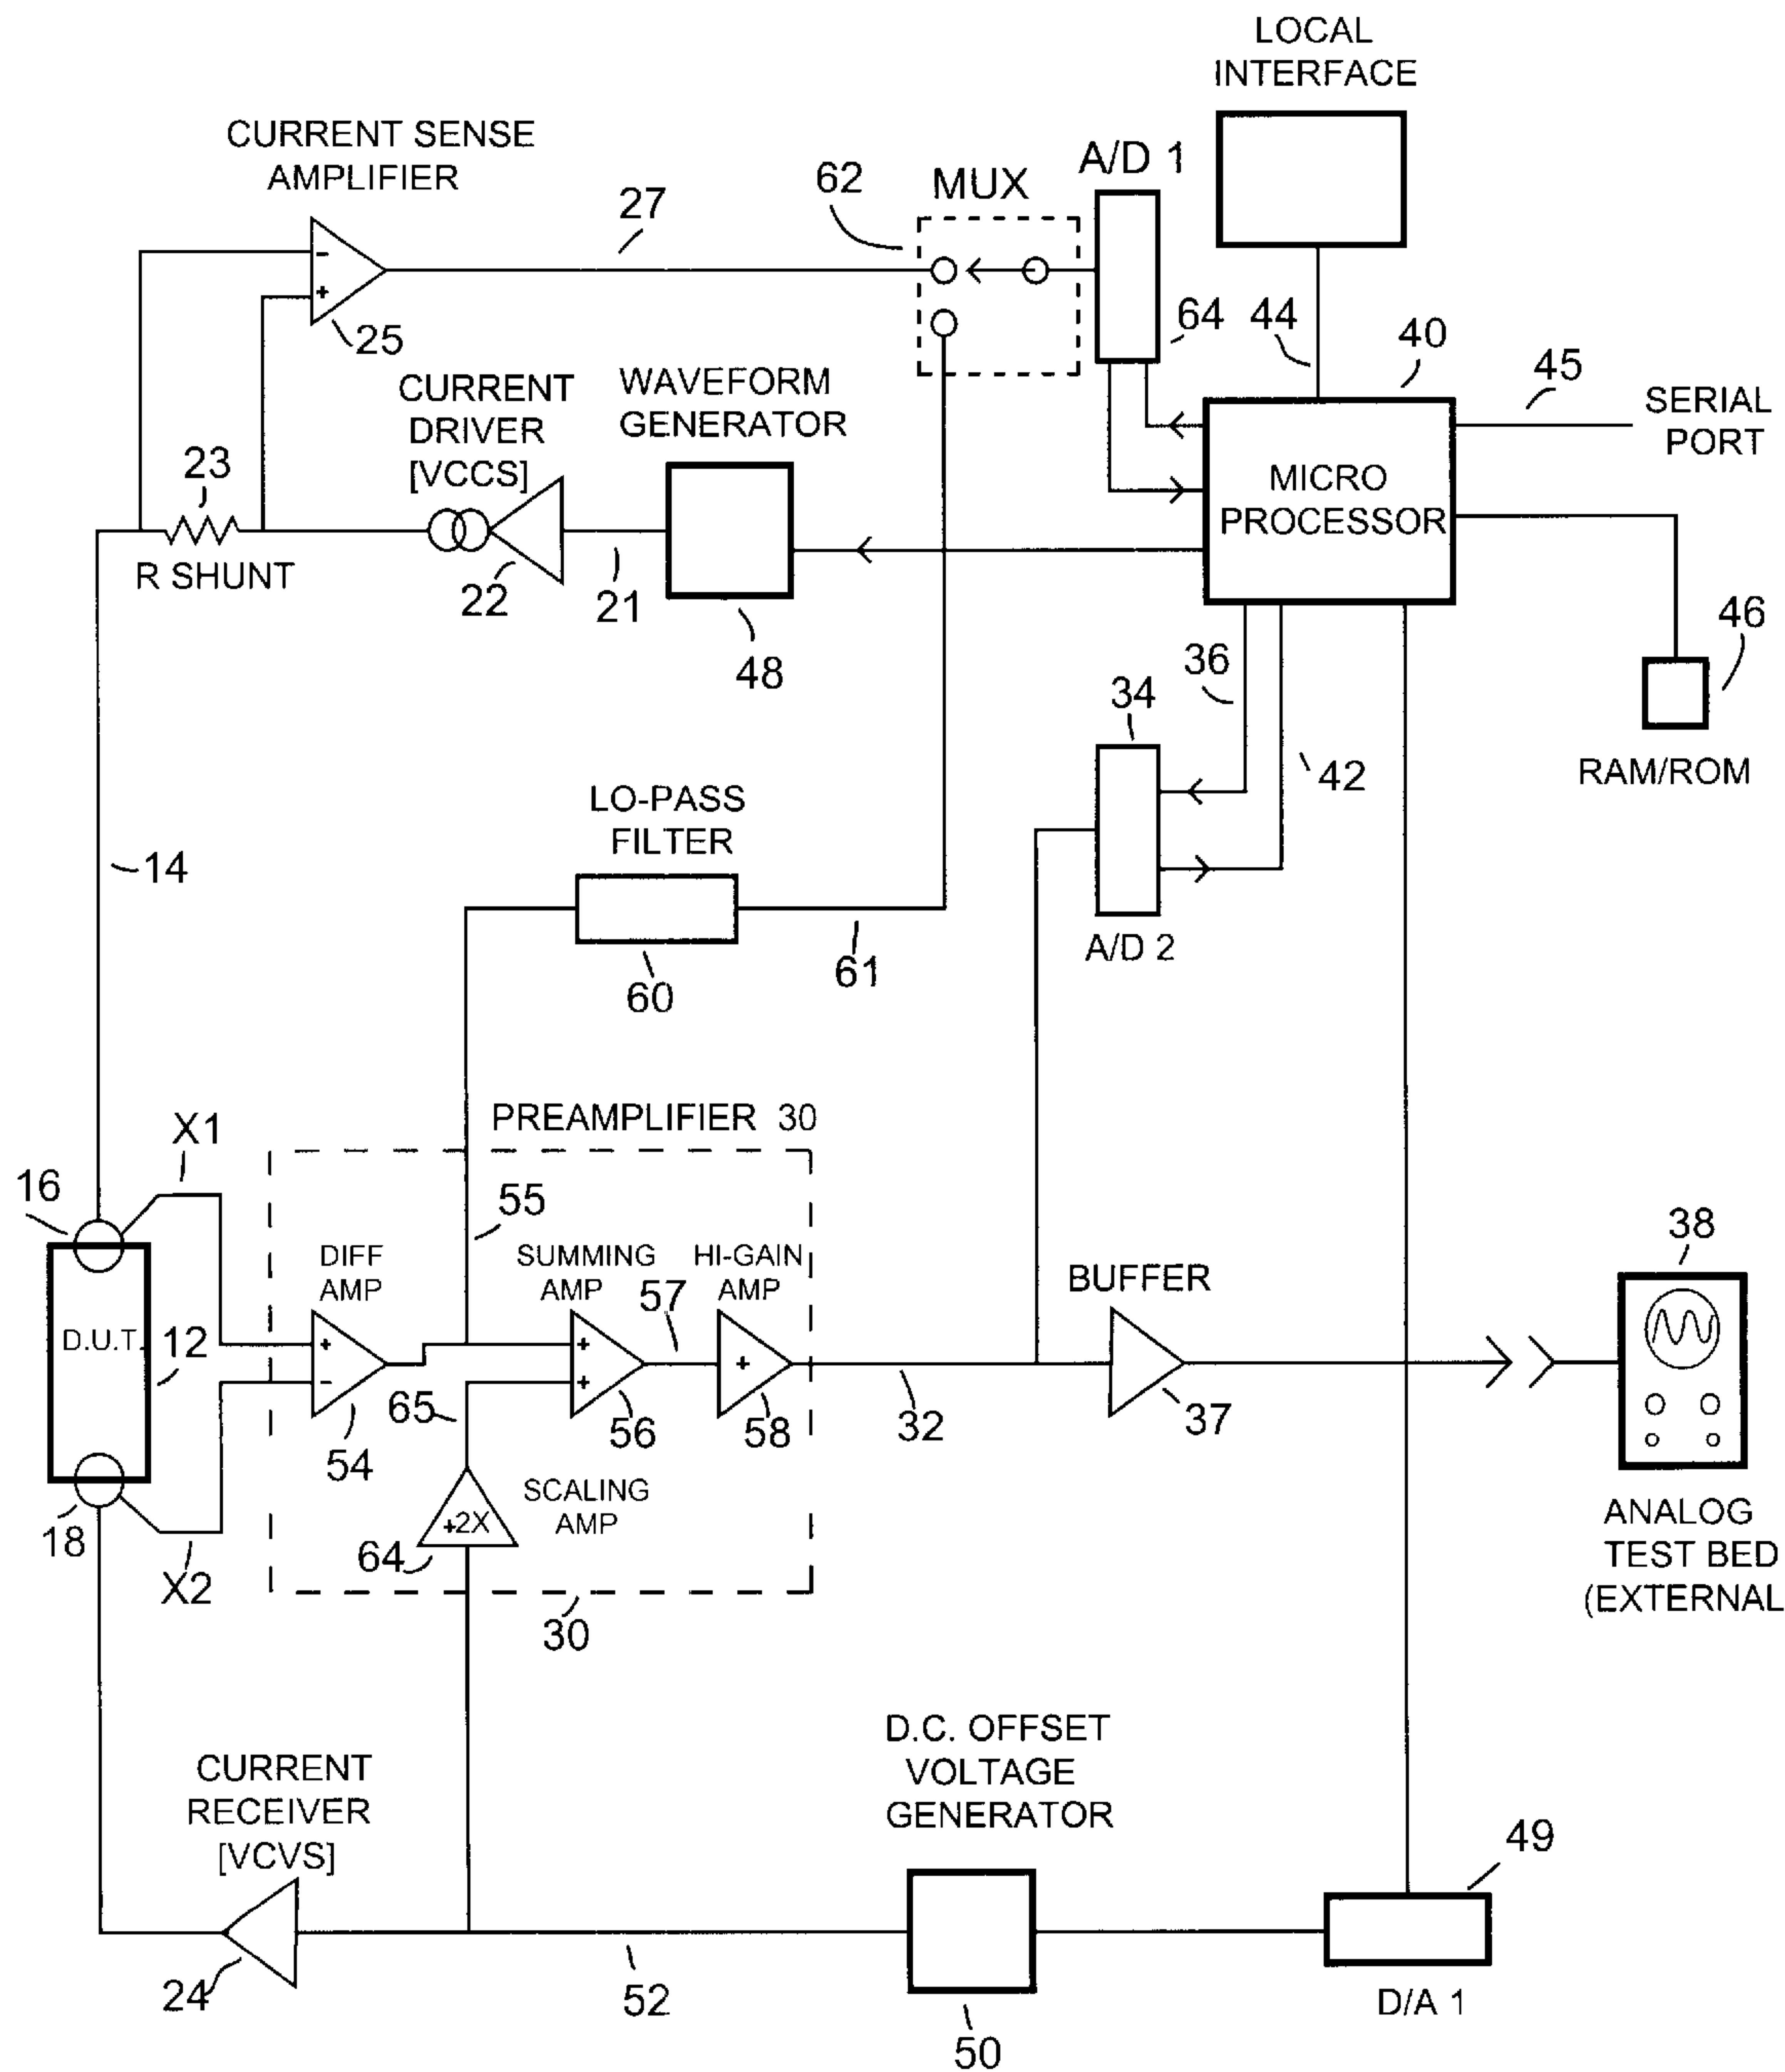 LOCAL
INTERFACE
CURRENT SENSE
AMPLIFIER
27
62
MUX
A/D 1
-
+
25
64
44
40
45
SERIAL
PORT
CURRENT
DRIVER
[VCCS]
WAVEFORM
GENERATOR
23
R SHUNT
22
21
48
MICRO
PROCESSOR
46
RAM/ROM
36
34
42
A/D 2
14
LO-PASS
FILTER
60
61
PREAMPLIFIER 30
X1
16
55
DIFF
AMP
SUMMING
AMP
HI-GAIN
AMP
57
BUFFER
38
D.U.T.
12
+
-
+
+
+
54
65
56
58
32
37
18
X2
+2X
SCALING
AMP
64
30
ANALOG
TEST BED
(EXTERNAL
CURRENT
RECEIVER
[VCVS]
D.C. OFFSET
VOLTAGE
GENERATOR
49
24
52
50
D/A 1